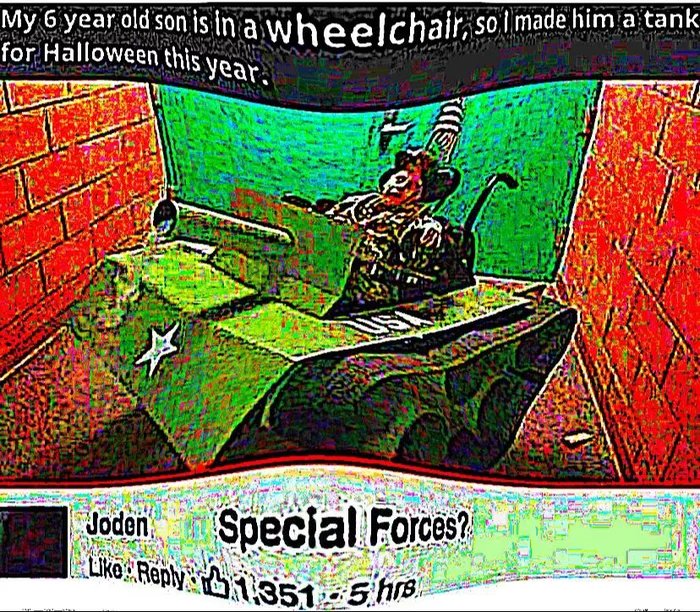 My 6 year old son is in a wheelchair, so I made him a tank
for Halloween this year.
USA
Joden
Special Forces?
Like · Reply · 1,351 · 5 hrs